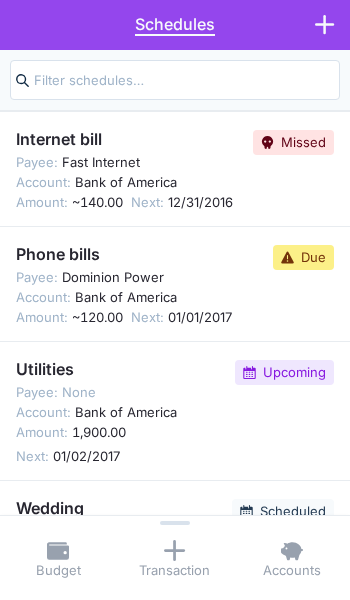 Schedules
Filter schedules...
Internet bill
Missed
Payee: Fast Internet
Account: Bank of America
Amount: ~140.00 Next: 12/31/2016
Phone bills
Due
Payee: Dominion Power
Account: Bank of America
Amount: ~120.00 Next: 01/01/2017
Utilities
Upcoming
Payee: None
Account: Bank of America
Amount: 1,900.00
Next: 01/02/2017
Wedding
Scheduled
Budget
Transaction
Accounts